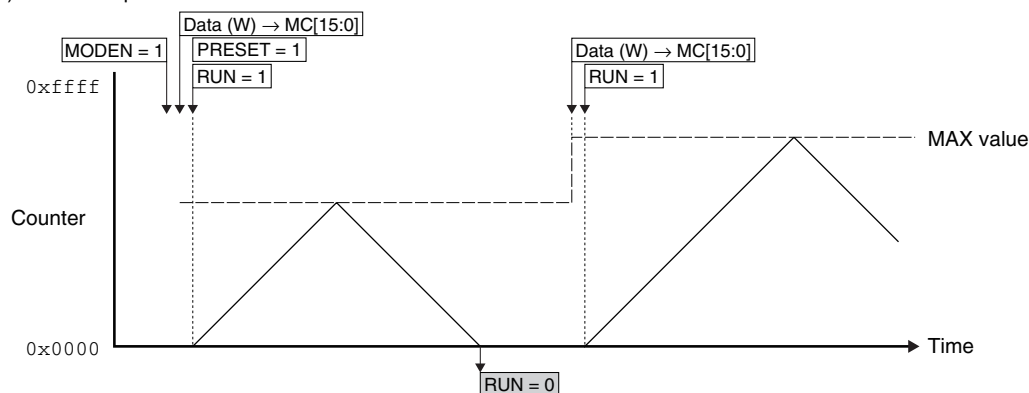 Data (W) → MC[15:0]
MODEN = 1
PRESET = 1
RUN = 1
Data (W) → MC[15:0]
RUN = 1
0xffff
MAX value
Counter
0x0000
Time
RUN = 0